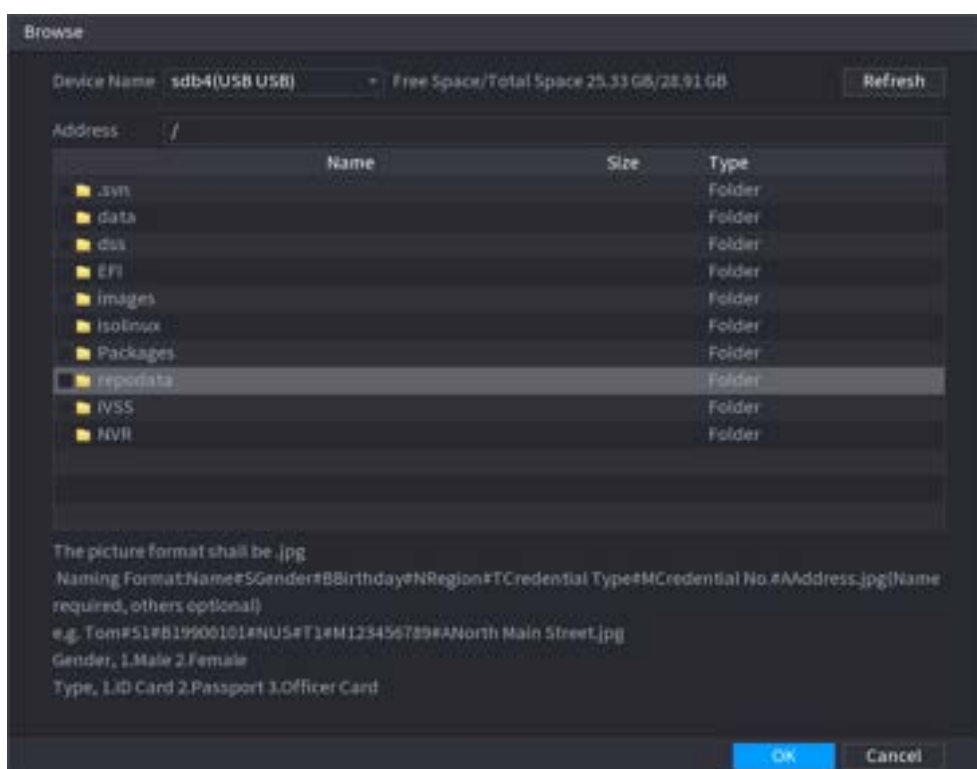 Browse
Device Name sdb4(USB USB) Free Space/Total Space 25.33 GB/28.91 GB Refresh
Address /
Name Size Type
.svn Folder
data Folder
dss Folder
EFI Folder
images Folder
isolinux Folder
Packages Folder
repodata Folder
IVSS Folder
NVR Folder
The picture format shall be .jpg
Naming Format:Name#SGender#BBirthday#NRegion#TCredential Type#MCredential No.#AAddress.jpg(Name
required, others optional)
e.g. Tom#S1#B19900101#NUS#T1#M123456789#ANorth Main Street.jpg
Gender, 1.Male 2.Female
Type, 1.ID Card 2.Passport 3.Officer Card
OK Cancel